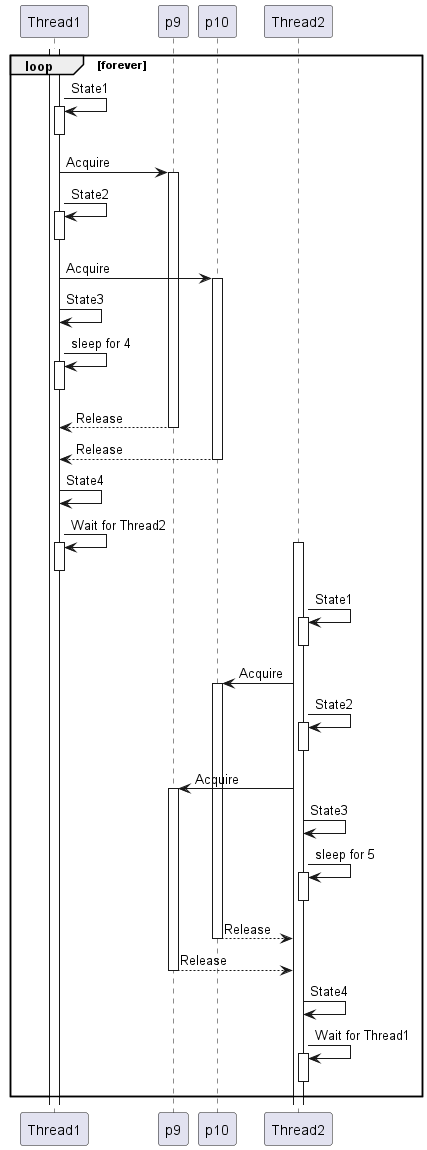 Thread1 p9 p10 Thread2
loop [forever]
State1
Acquire
State2
Acquire
State3
sleep for 4
Release
Release
State4
Wait for Thread2
State1
Acquire
State2
Acquire
State3
sleep for 5
Release
Release
State4
Wait for Thread1
Thread1 p9 p10 Thread2